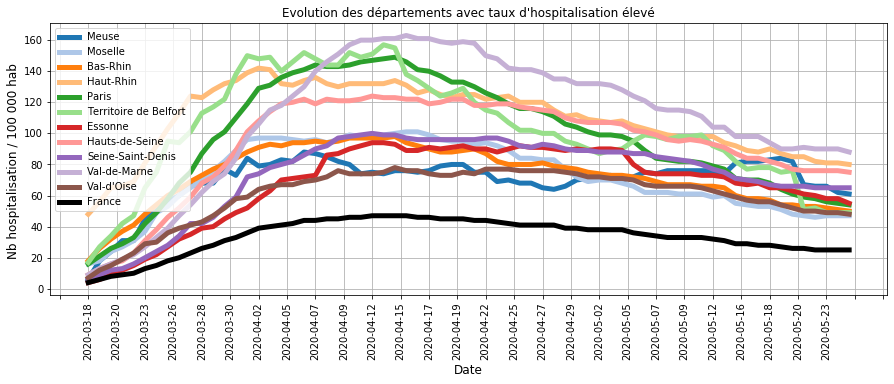 Evolution des départements avec taux d'hospitalisation élevé
Nb hospitalisation / 100 000 hab
160
140
120
100
80
60
40
20
0
Meuse
Moselle
Bas-Rhin
Haut-Rhin
Paris
Territoire de Belfort
Essonne
Hauts-de-Seine
Seine-Saint-Denis
Val-de-Marne
Val-d'Oise
France
2020-03-18
2020-03-20
2020-03-23
2020-03-26
2020-03-28
2020-03-30
2020-04-02
2020-04-05
2020-04-07
2020-04-09
2020-04-12
2020-04-15
2020-04-17
2020-04-19
2020-04-22
2020-04-25
2020-04-27
2020-04-29
2020-05-02
2020-05-05
2020-05-07
2020-05-09
2020-05-12
2020-05-16
2020-05-18
2020-05-20
2020-05-23
Date